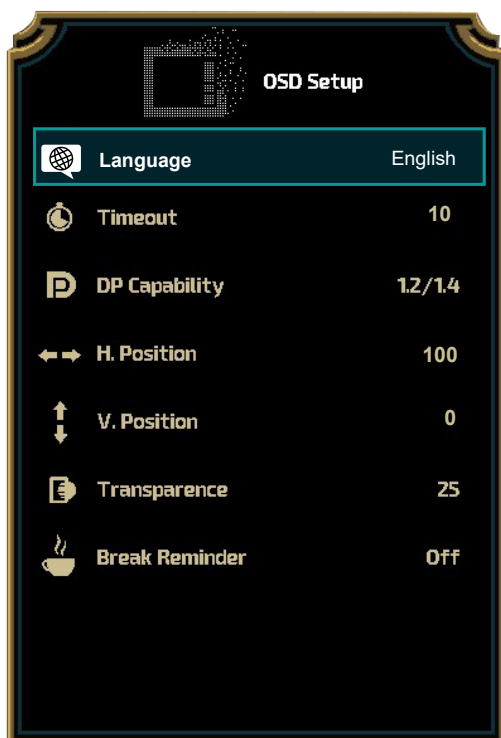 OSD Setup
Language English
Timeout 10
DP Capability 1.2/1.4
H. Position 100
V. Position 0
Transparence 25
Break Reminder Off